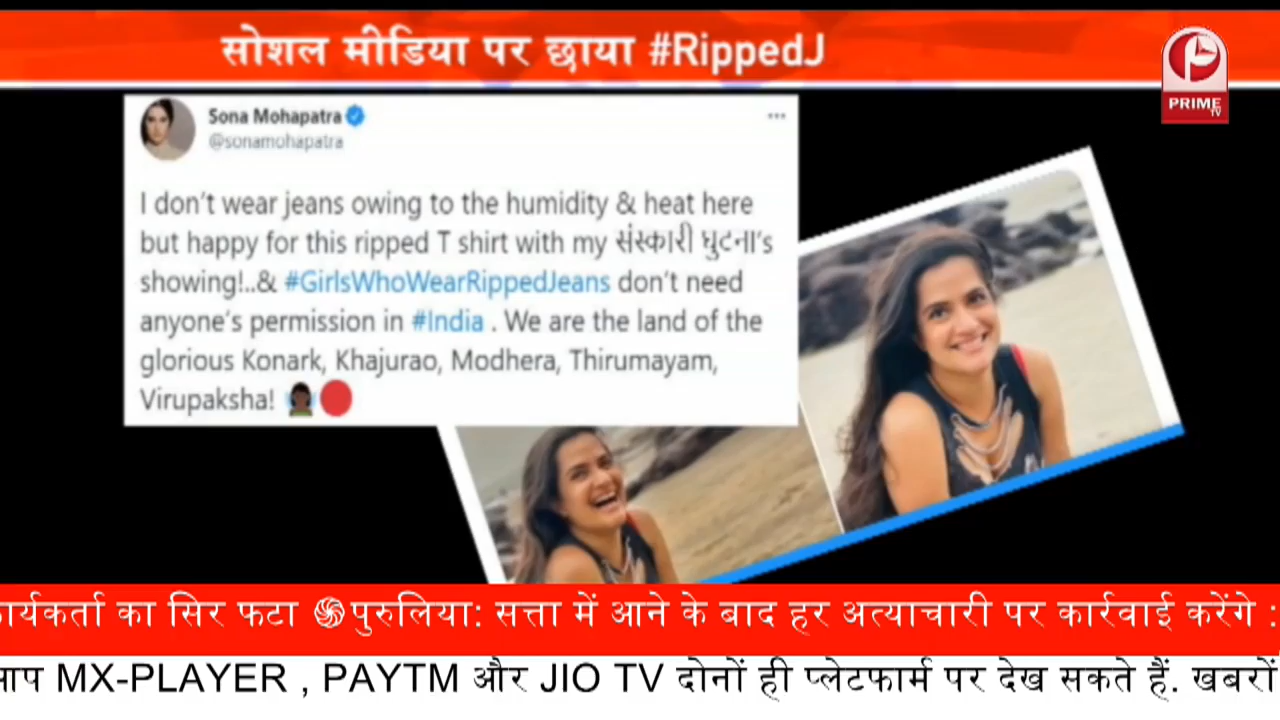 सोशल मीडिया पर छाया #RippedJ
PRIME
TV
Sona Mohapatra
@sonamohapatra
I don't wear jeans owing to the humidity & heat here
but happy for this ripped T shirt with my संस्कारी घुटना's
showing!..& #GirlsWhoWearRippedJeans don't need
anyone's permission in #India . We are the land of the
glorious Konark, Khajurao, Modhera, Thirumayam,
Virupaksha!
का सिर फटा पुरुलिया: सत्ता में आने के बाद हर अत्याचारी पर कार्रवाई करेंगे :
MX-PLAYER , PAYTM और JIO TV दोनों ही प्लेटफार्म पर देख सकते हैं. खबरों